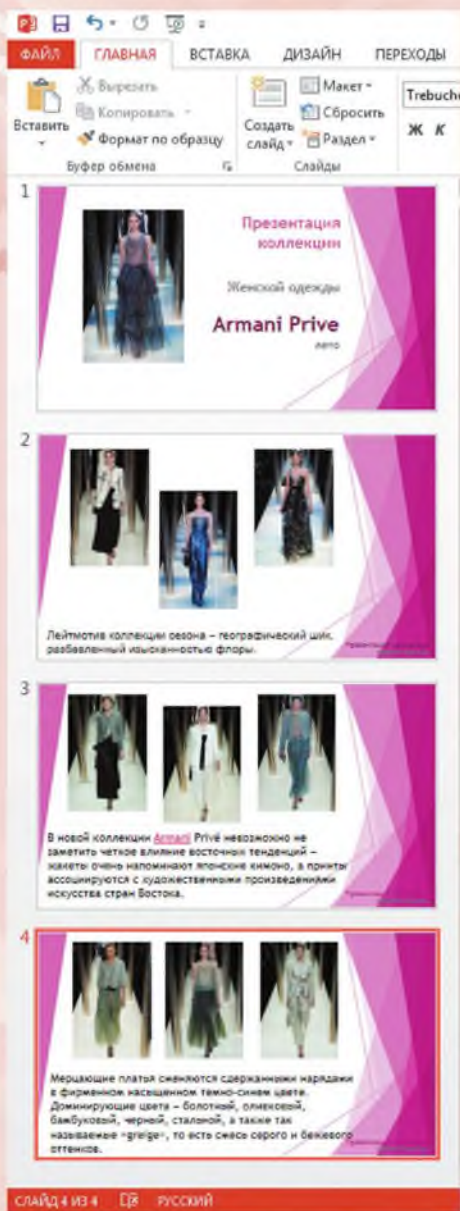 ФАЙЛ ГЛАВНАЯ ВСТАВКА ДИЗАЙН ПЕРЕХОДЫ
Вставить
Вырезать
Копировать
Формат по образцу
Буфер обмена
Создать слайд
Макет
Сбросить
Раздел
Слайды
Ж К
1
Презентация
коллекции
Женской одежды
Armani Prive
лето
2
Лейтмотив коллекции сезона – географический шик,
разбавленный изысканностью флоры.
3
В новой коллекции Armani Privé невозможно не
заметить четкое влияние восточных тенденций –
жакеты очень напоминают японские кимоно, а принты
ассоциируются с художественными произведениями
искусства стран Востока.
4
Мерцающие платья сменяются сдержанными нарядами
в фирменном насыщенном темно-синем цвете.
Доминирующие цвета – болотный, оливковый,
бамбуковый, черный, стальной, а также так
называемые «greige», то есть смесь серого и бежевого
оттенков.
СЛАЙД 4 ИЗ 4 РУССКИЙ